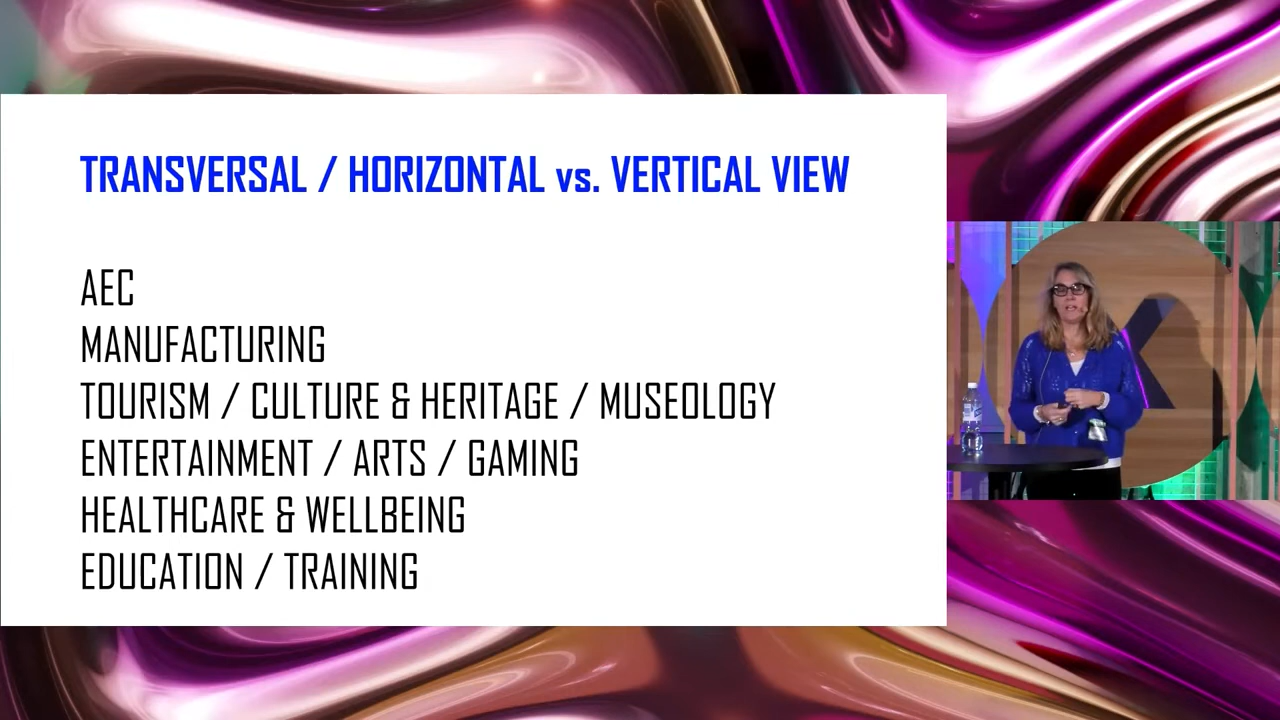 TRANSVERSAL / HORIZONTAL vs. VERTICAL VIEW
AEC
MANUFACTURING
TOURISM / CULTURE & HERITAGE / MUSEOLOGY
ENTERTAINMENT / ARTS / GAMING
HEALTHCARE & WELLBEING
EDUCATION / TRAINING